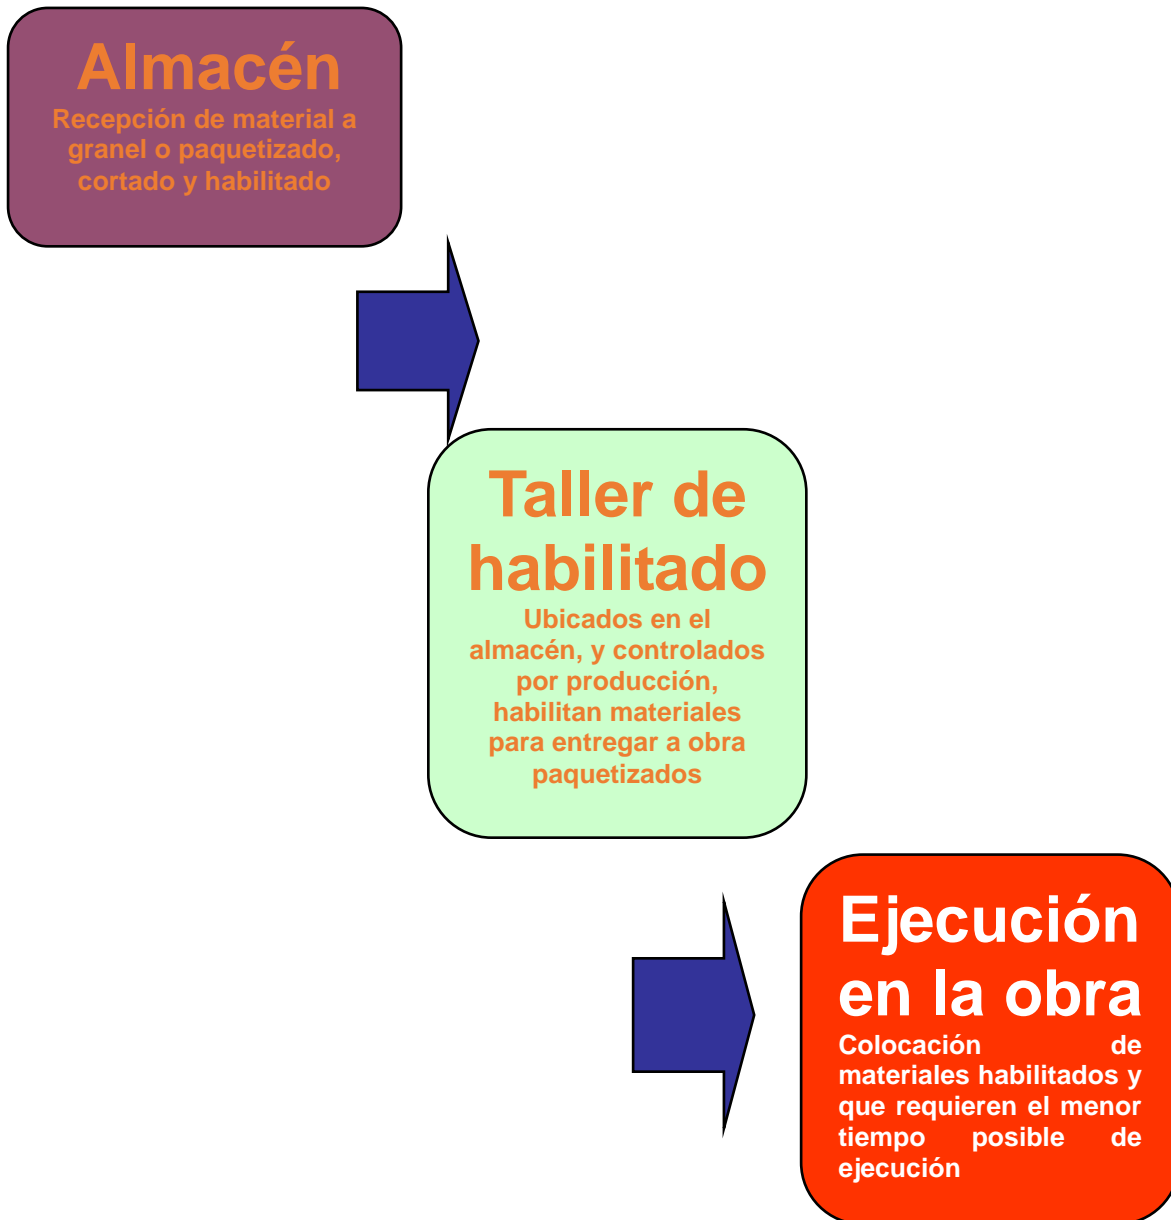 Almacén
Recepción de material a
granel o paquetizado,
cortado y habilitado
Taller de
habilitado
Ubicados en el
almacén, y controlados
por producción,
habilitan materiales
para entregar a obra
paquetizados
Ejecución
en la obra
Colocación de
materiales habilitados y
que requieren el menor
tiempo posible de
ejecución